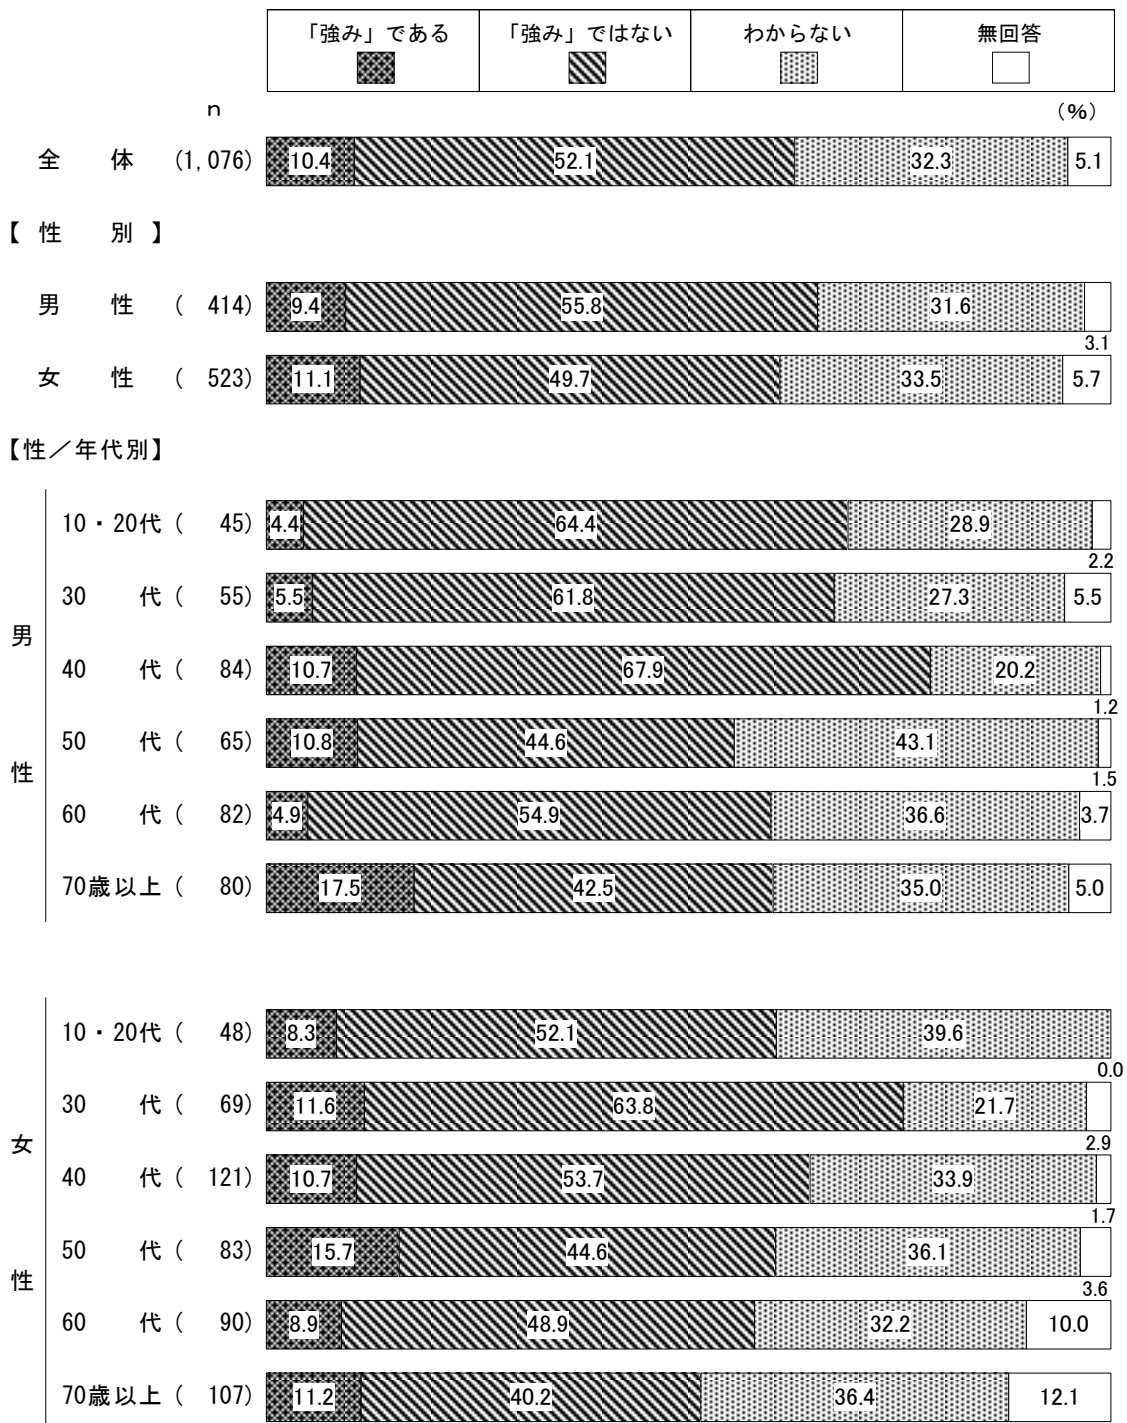 「強み」である 「強み」ではない わからない 無回答
n (%)
全 体 (1,076) 10.4 52.1 32.3 5.1
【 性 別 】
男 性 ( 414) 9.4 55.8 31.6
3.1
女 性 ( 523) 11.1 49.7 33.5 5.7
【性/年代別】
男性
10・20代( 45) 4.4 64.4 28.9
2.2
30 代( 55) 5.5 61.8 27.3 5.5
40 代( 84) 10.7 67.9 20.2
1.2
50 代( 65) 10.8 44.6 43.1
1.5
60 代( 82) 4.9 54.9 36.6 3.7
70歳以上( 80) 17.5 42.5 35.0 5.0
女性
10・20代( 48) 8.3 52.1 39.6
0.0
30 代( 69) 11.6 63.8 21.7
2.9
40 代( 121) 10.7 53.7 33.9
1.7
50 代( 83) 15.7 44.6 36.1
3.6
60 代( 90) 8.9 48.9 32.2 10.0
70歳以上( 107) 11.2 40.2 36.4 12.1